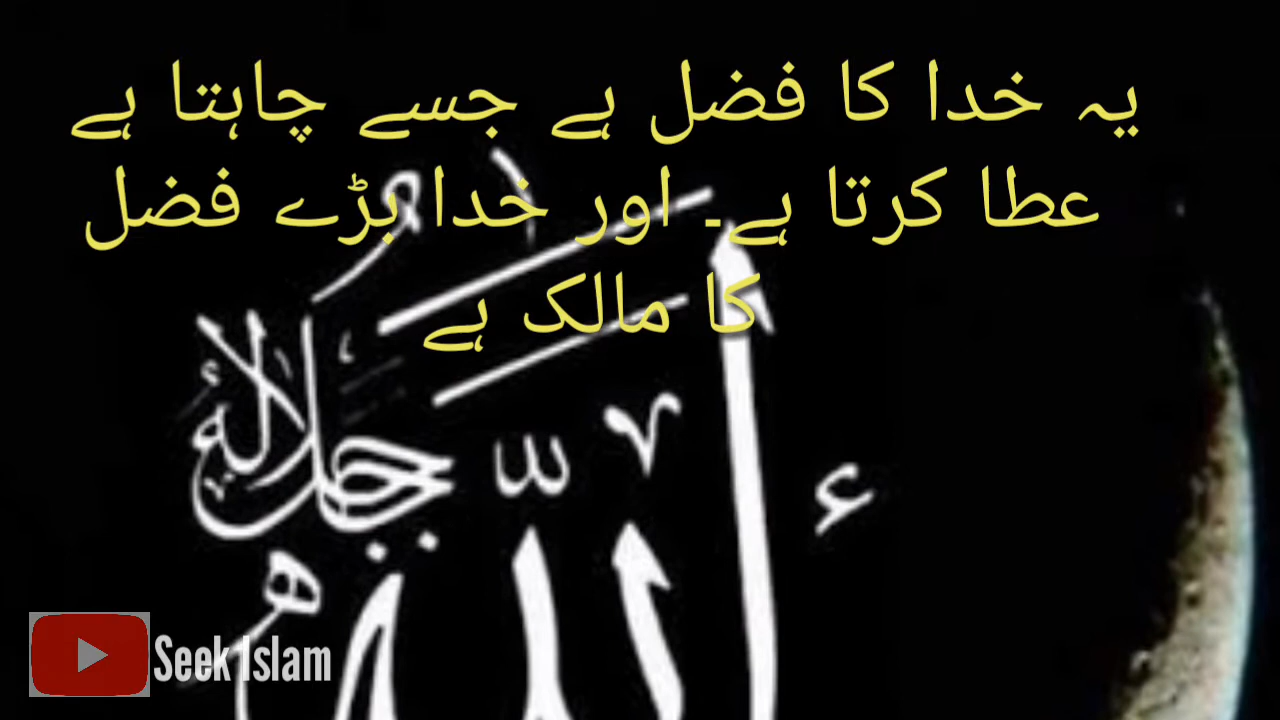 یہ خدا کا فضل ہے جسے چاہتا ہے
عطا کرتا ہے۔ اور خدا بڑے فضل
کا مالک ہے
الله
جل جلاله
Seek Islam